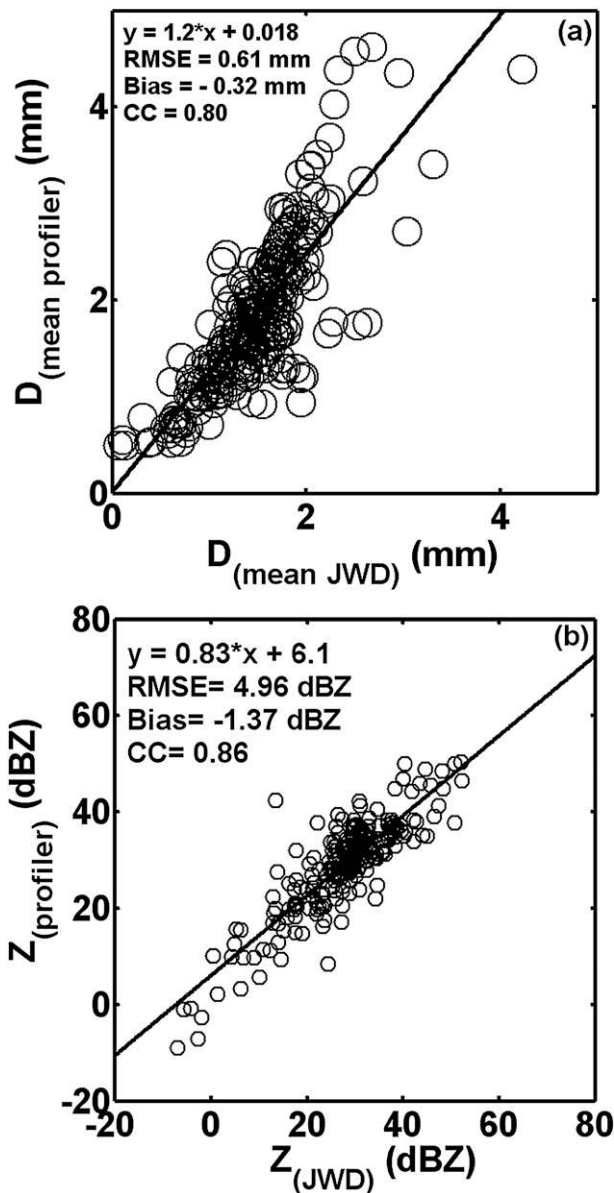 (a)
y = 1.2*x + 0.018
RMSE = 0.61 mm
Bias = - 0.32 mm
CC = 0.80
D(mean profiler) (mm)
4
2
0
0 2 4
D(mean JWD) (mm)
(b)
y = 0.83*x + 6.1
RMSE= 4.96 dBZ
Bias= -1.37 dBZ
CC= 0.86
Z(profiler) (dBZ)
80
60
40
20
0
-20
-20 0 20 40 60 80
Z(JWD) (dBZ)